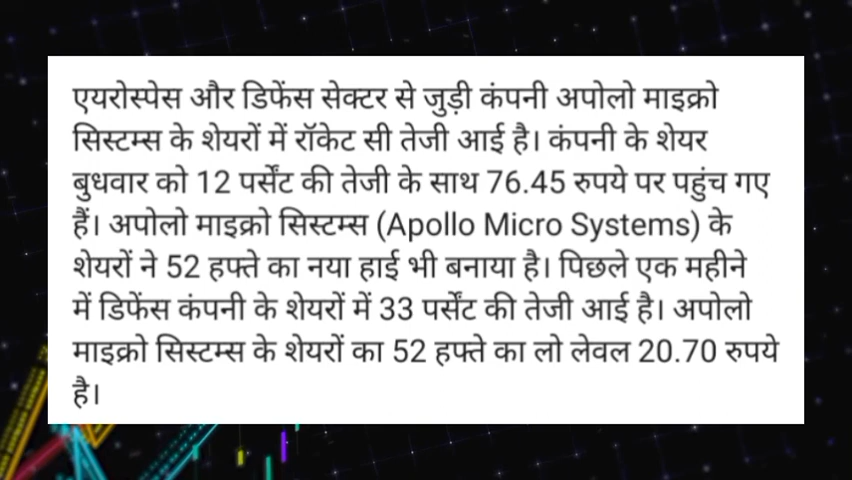 एयरोस्पेस और डिफेंस सेक्टर से जुड़ी कंपनी अपोलो माइक्रो
सिस्टम्स के शेयरों में रॉकेट सी तेजी आई है। कंपनी के शेयर
बुधवार को 12 पर्सेंट की तेजी के साथ 76.45 रुपये पर पहुंच गए
हैं। अपोलो माइक्रो सिस्टम्स (Apollo Micro Systems) के
शेयरों ने 52 हफ्ते का नया हाई भी बनाया है। पिछले एक महीने
में डिफेंस कंपनी के शेयरों में 33 पर्सेंट की तेजी आई है। अपोलो
माइक्रो सिस्टम्स के शेयरों का 52 हफ्ते का लो लेवल 20.70 रुपये
है।